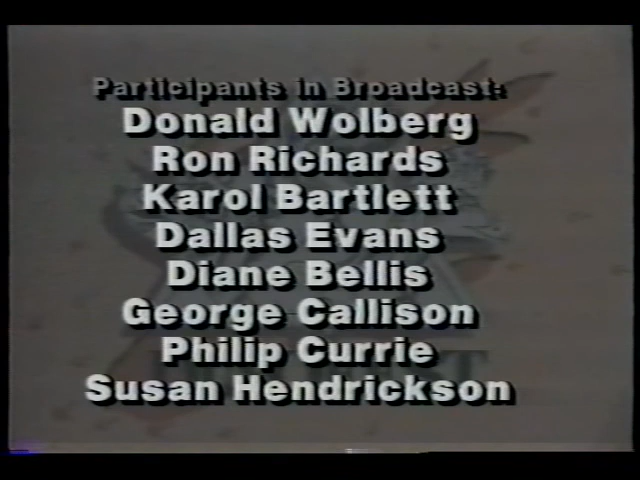 Participants in Broadcast:
Donald Wolberg
Ron Richards
Karol Bartlett
Dallas Evans
Diane Bellis
George Callison
Philip Currie
Susan Hendrickson